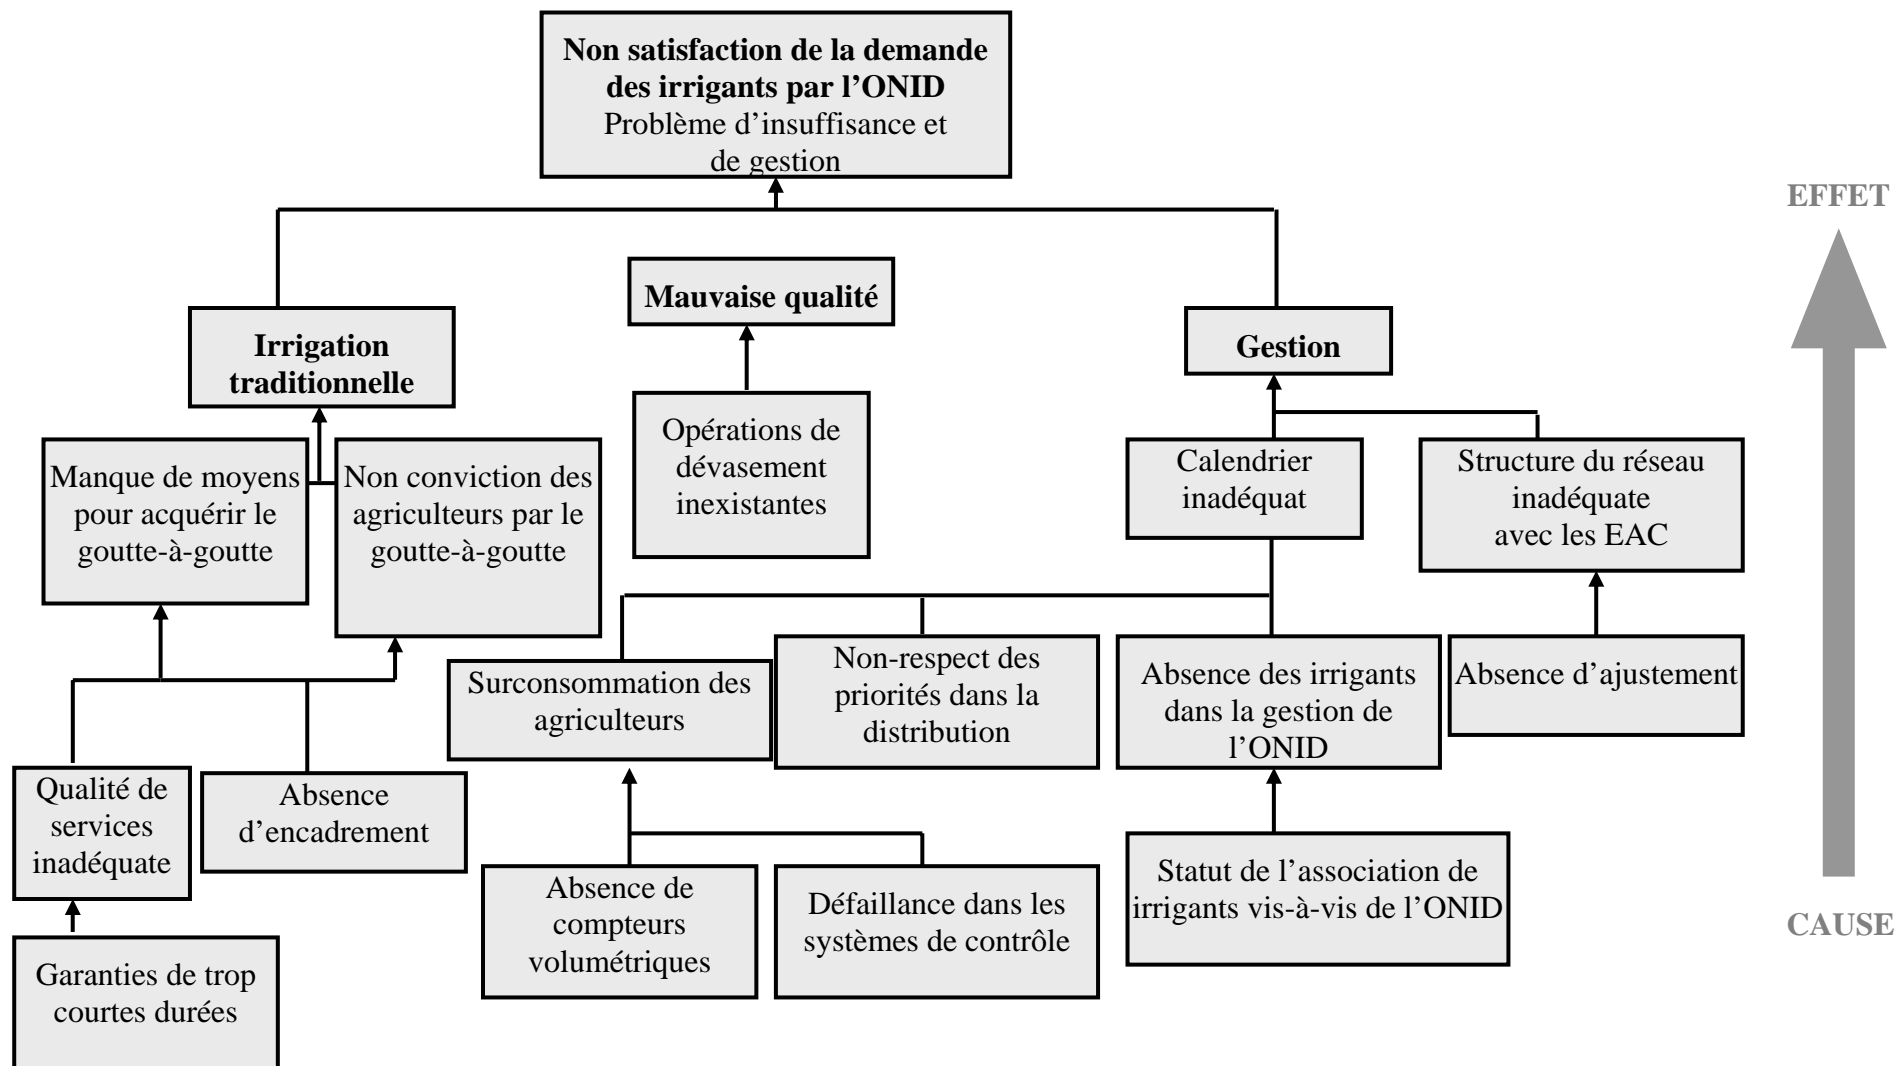 Non satisfaction de la demande
des irrigants par l’ONID
Problème d’insuffisance et
de gestion
EFFET
Mauvaise qualité
Irrigation
traditionnelle
Gestion
Manque de moyens
pour acquérir le
goutte-à-goutte
Non conviction des
agriculteurs par le
goutte-à-goutte
Opérations de
dévasement
inexistantes
Calendrier
inadéquat
Structure du réseau
inadéquate
avec les EAC
Surconsommation des
agriculteurs
Non-respect des
priorités dans la
distribution
Absence des irrigants
dans la gestion de
l’ONID
Absence d’ajustement
Qualité de
services
inadéquate
Absence
d’encadrement
Absence de
compteurs
volumétriques
Défaillance dans les
systèmes de contrôle
Statut de l’association de
irrigants vis-à-vis de l’ONID
CAUSE
Garanties de trop
courtes durées